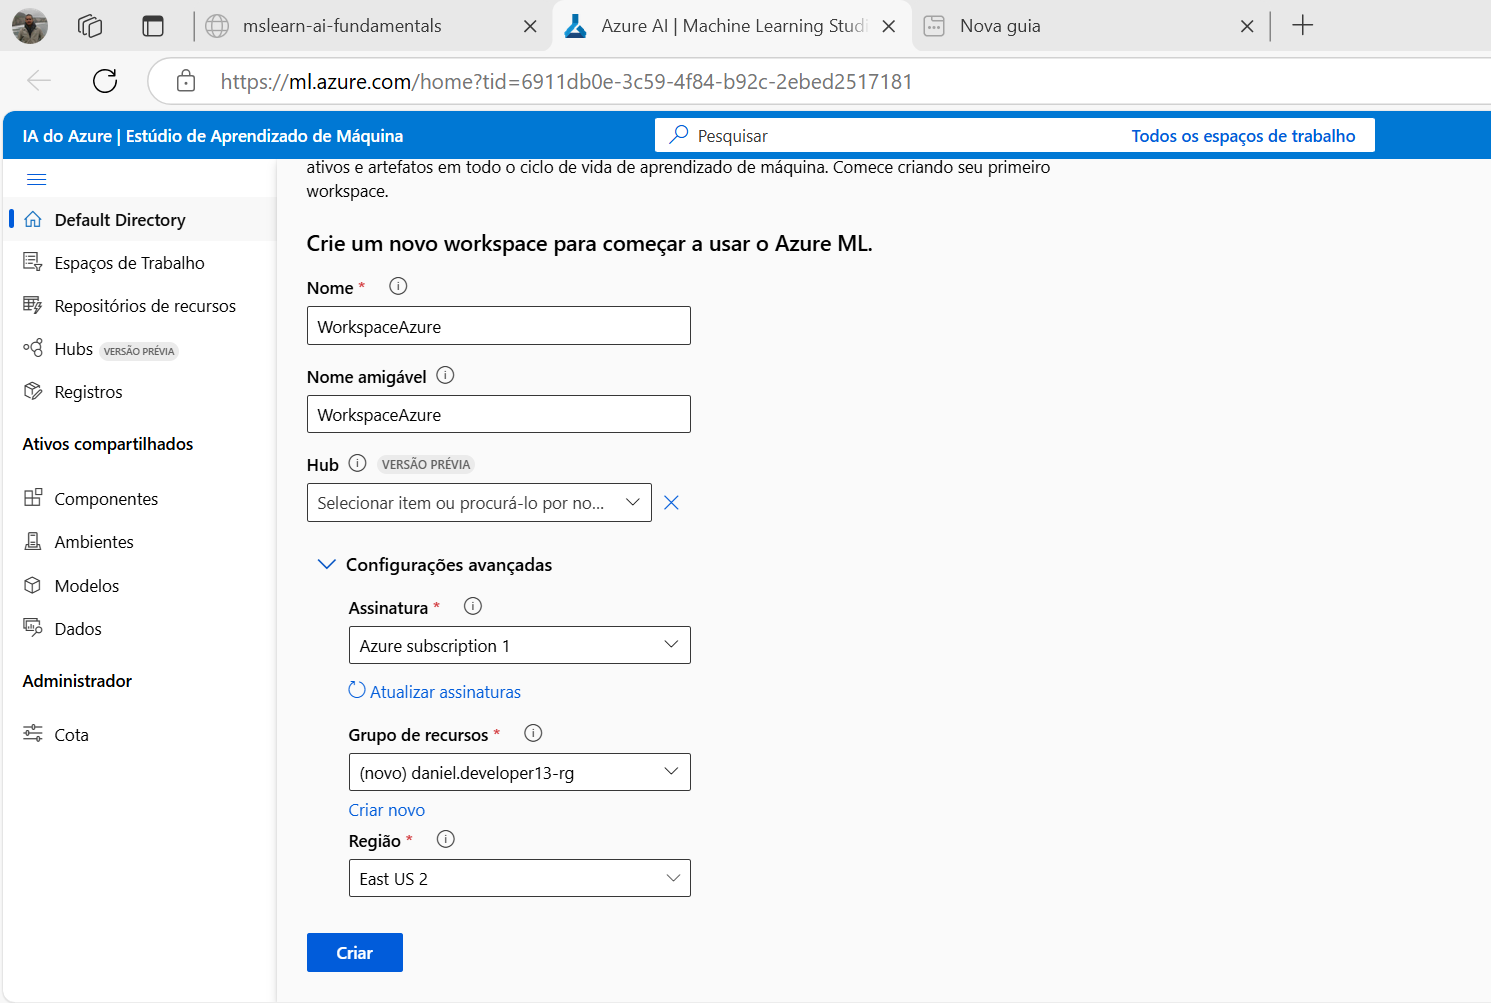 mslearn-ai-fundamentals
Azure AI | Machine Learning Studi
Nova guia
https://ml.azure.com/home?tid=6911db0e-3c59-4f84-b92c-2ebed2517181
IA do Azure | Estúdio de Aprendizado de Máquina
Pesquisar
Todos os espaços de trabalho
Default Directory
Espaços de Trabalho
Repositórios de recursos
Hubs VERSÃO PRÉVIA
Registros
Ativos compartilhados
Componentes
Ambientes
Modelos
Dados
Administrador
Cota
ativos e artefatos em todo o ciclo de vida de aprendizado de máquina. Comece criando seu primeiro
workspace.
Crie um novo workspace para começar a usar o Azure ML.
Nome *
WorkspaceAzure
Nome amigável
WorkspaceAzure
Hub VERSÃO PRÉVIA
Selecionar item ou procurá-lo por no...
Configurações avançadas
Assinatura *
Azure subscription 1
Atualizar assinaturas
Grupo de recursos *
(novo) daniel.developer13-rg
Criar novo
Região *
East US 2
Criar